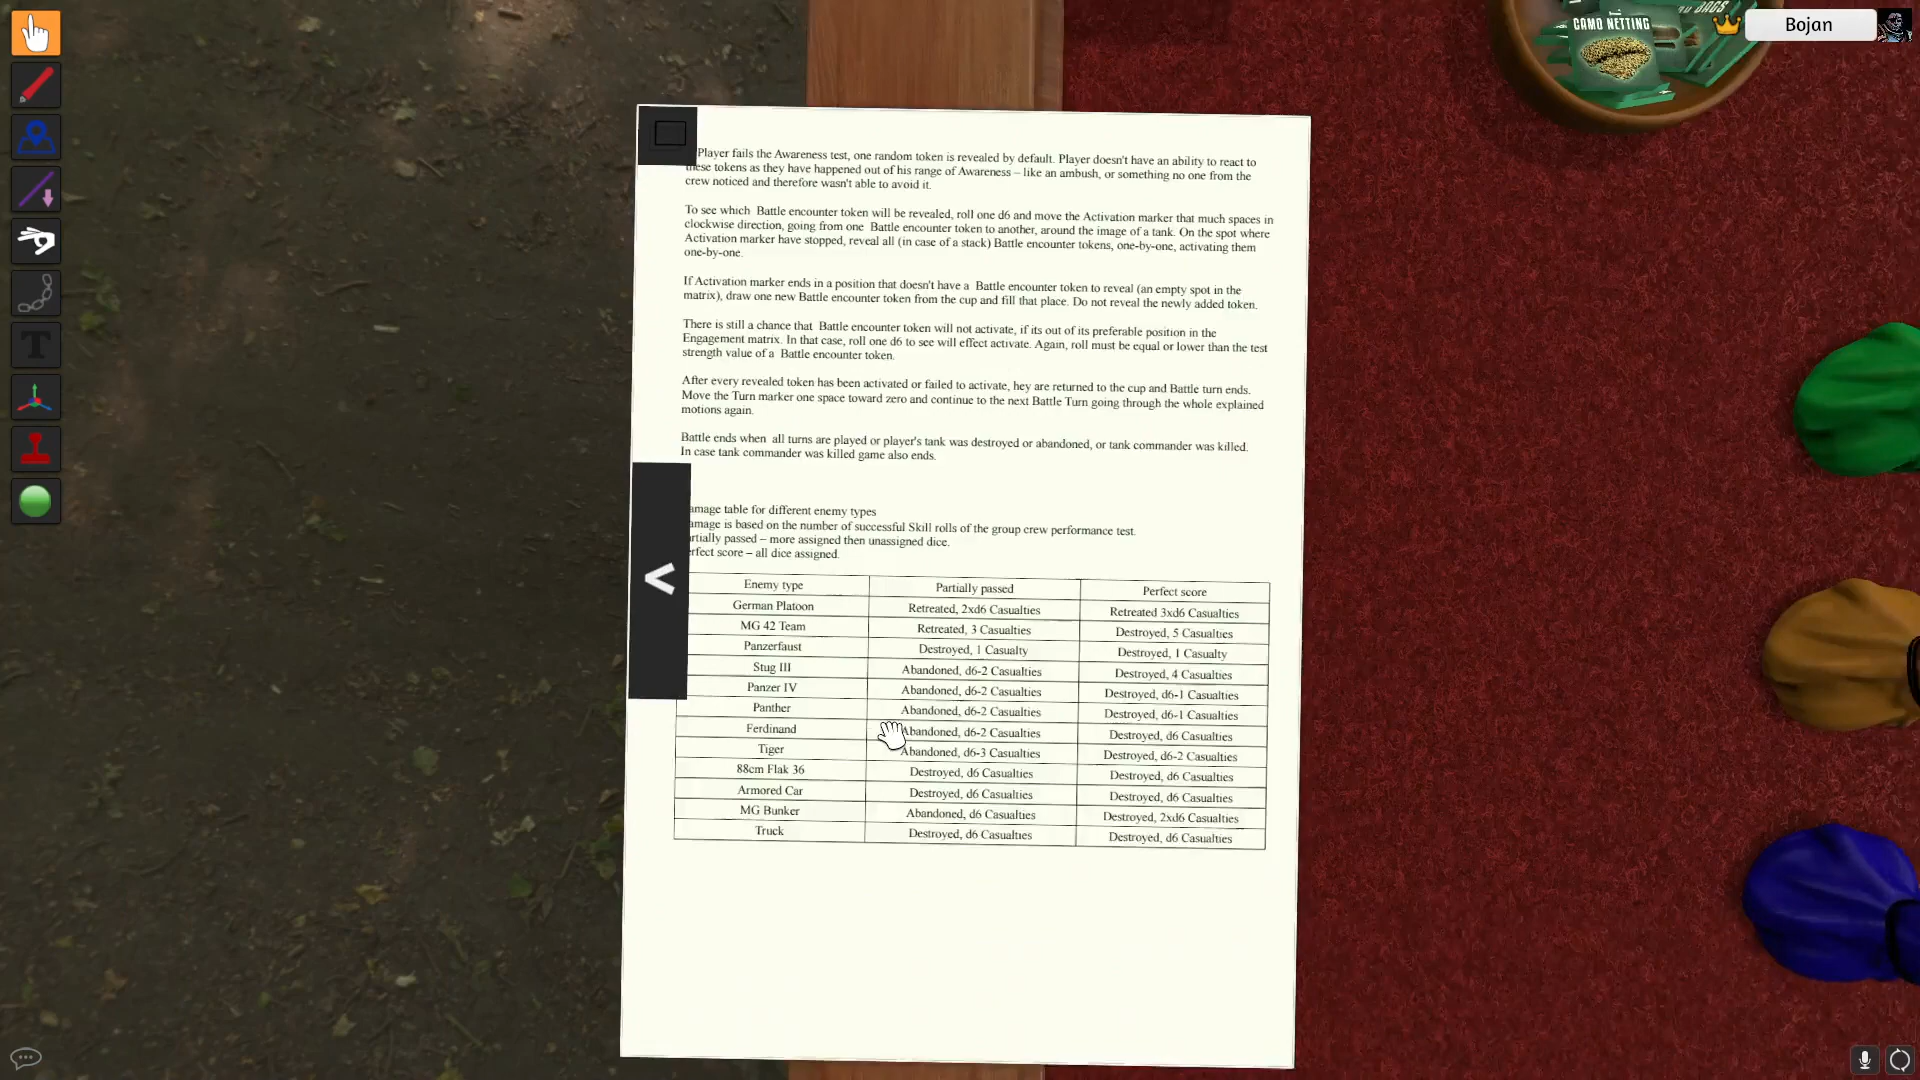 Bojan
CAMO NETTING
BAGS
Player fails the Awareness test, one random token is revealed by default. Player doesn't have an ability to react to
these tokens as they have happened out of his range of Awareness – like an ambush, or something no one from the
crew noticed and therefore wasn't able to avoid it.
To see which Battle encounter token will be revealed, roll one d6 and move the Activation marker that much spaces in
clockwise direction, going from one Battle encounter token to another, around the image of a tank. On the spot where
Activation marker have stopped, reveal all (in case of a stack) Battle encounter tokens, one-by-one, activating them
one-by-one.
If Activation marker ends in a position that doesn't have a Battle encounter token to reveal (an empty spot in the
matrix), draw one new Battle encounter token from the cup and fill that place. Do not reveal the newly added token.
There is still a chance that Battle encounter token will not activate, if its out of its preferable position in the
Engagement matrix. In that case, roll one d6 to see will effect activate. Again, roll must be equal or lower than the test
strength value of a Battle encounter token.
After every revealed token has been activated or failed to activate, hey are returned to the cup and Battle turn ends.
Move the Turn marker one space toward zero and continue to the next Battle Turn going through the whole explained
motions again.
Battle ends when all turns are played or player's tank was destroyed or abandoned, or tank commander was killed.
In case tank commander was killed game also ends.
amage table for different enemy types
amage is based on the number of successful Skill rolls of the group crew performance test.
artially passed – more assigned then unassigned dice.
erfect score – all dice assigned.
<
Enemy type Partially passed Perfect score
German Platoon Retreated, 2xd6 Casualties Retreated 3xd6 Casualties
MG 42 Team Retreated, 3 Casualties Destroyed, 5 Casualties
Panzerfaust Destroyed, 1 Casualty Destroyed, 1 Casualty
Stug III Abandoned, d6-2 Casualties Destroyed, 4 Casualties
Panzer IV Abandoned, d6-2 Casualties Destroyed, d6-1 Casualties
Panther Abandoned, d6-2 Casualties Destroyed, d6-1 Casualties
Ferdinand Abandoned, d6-2 Casualties Destroyed, d6 Casualties
Tiger Abandoned, d6-3 Casualties Destroyed, d6-2 Casualties
88cm Flak 36 Destroyed, d6 Casualties Destroyed, d6 Casualties
Armored Car Destroyed, d6 Casualties Destroyed, d6 Casualties
MG Bunker Abandoned, d6 Casualties Destroyed, 2xd6 Casualties
Truck Destroyed, d6 Casualties Destroyed, d6 Casualties